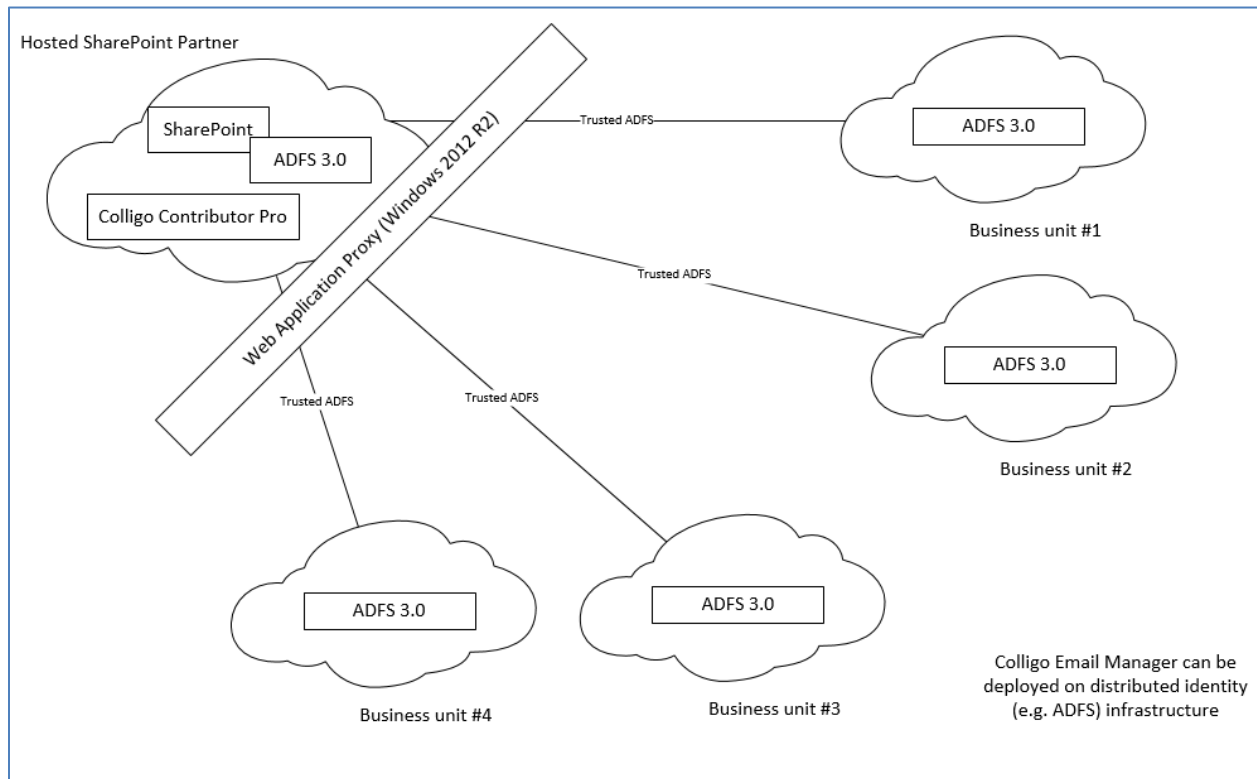 Hosted SharePoint Partner
SharePoint
ADFS 3.0
Colligo Contributor Pro
Web Application Proxy (Windows 2012 R2)
Trusted ADFS
ADFS 3.0
Business unit #1
Trusted ADFS
ADFS 3.0
Business unit #2
Trusted ADFS
Trusted ADFS
ADFS 3.0
Business unit #4
ADFS 3.0
Business unit #3
Colligo Email Manager can be
deployed on distributed identity
(e.g. ADFS) infrastructure